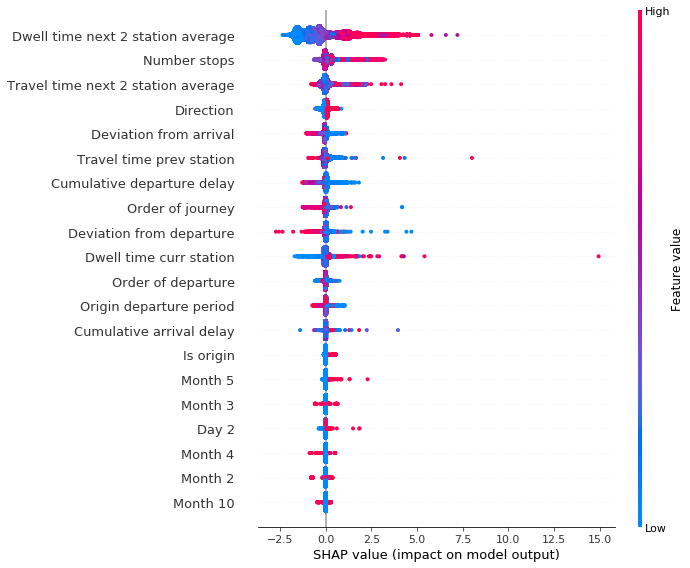 High
Dwell time next 2 station average
Number stops
Travel time next 2 station average
Direction
Deviation from arrival
Travel time prev station
Cumulative departure delay
Order of journey
Deviation from departure
Dwell time curr station
Order of departure
Origin departure period
Cumulative arrival delay
Is origin
Month 5
Month 3
Day 2
Month 4
Month 2
Month 10
Feature value
Low
−2.5 0.0 2.5 5.0 7.5 10.0 12.5 15.0
SHAP value (impact on model output)